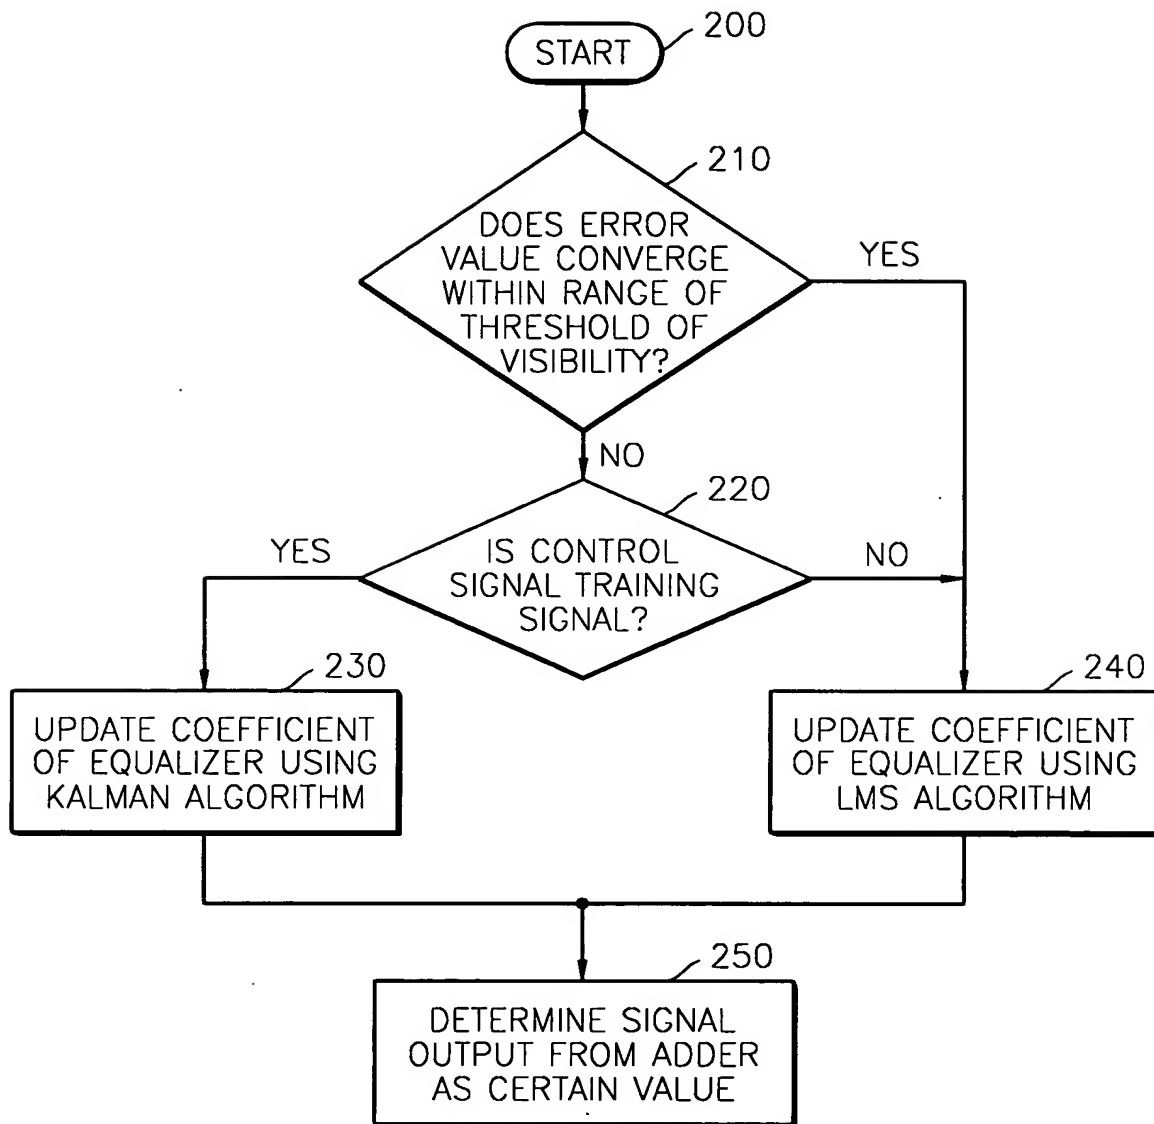 START
200
210
DOES ERROR
VALUE CONVERGE
WITHIN RANGE OF
THRESHOLD OF
VISIBILITY?
YES
NO
220
IS CONTROL
SIGNAL TRAINING
SIGNAL?
YES
NO
230
UPDATE COEFFICIENT
OF EQUALIZER USING
KALMAN ALGORITHM
240
UPDATE COEFFICIENT
OF EQUALIZER USING
LMS ALGORITHM
250
DETERMINE SIGNAL
OUTPUT FROM ADDER
AS CERTAIN VALUE